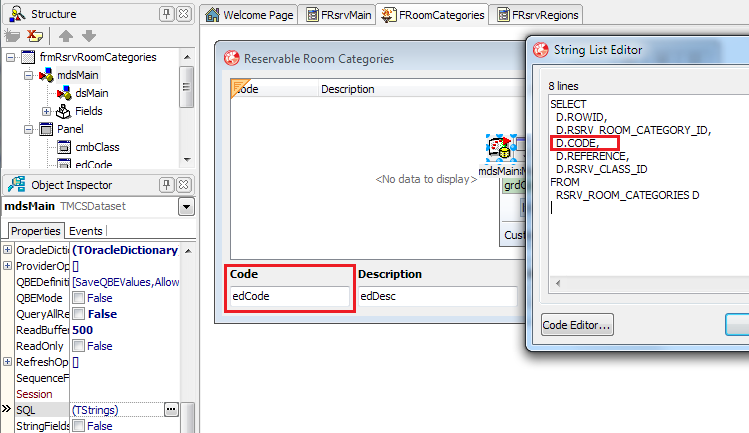 Structure
frmRsrvRoomCategories
mdsMain
dsMain
Fields
Panel
cmbClass
edCode
Object Inspector
mdsMain TMCSDataset
Properties Events
OracleDictio (TOracleDictionary
ProviderOp []
QBEDefiniti [SaveQBEValues,Allow
QBEMode False
QueryAllRe False
ReadBuffer 500
ReadOnly False
RefreshOp []
SequenceF
Session
SQL (TStrings) ...
StringFields False
Welcome Page FRsrvMain FRoomCategories FRsrvRegions
Reservable Room Categories
Code Description
<No data to display>
mdsMain
grdC
Cust
Code Description
edCode edDesc
String List Editor
8 lines
SELECT
D.ROWID,
D.RSRV_ROOM_CATEGORY_ID,
D.CODE,
D.REFERENCE,
D.RSRV_CLASS_ID
FROM
RSRV_ROOM_CATEGORIES D
Code Editor...